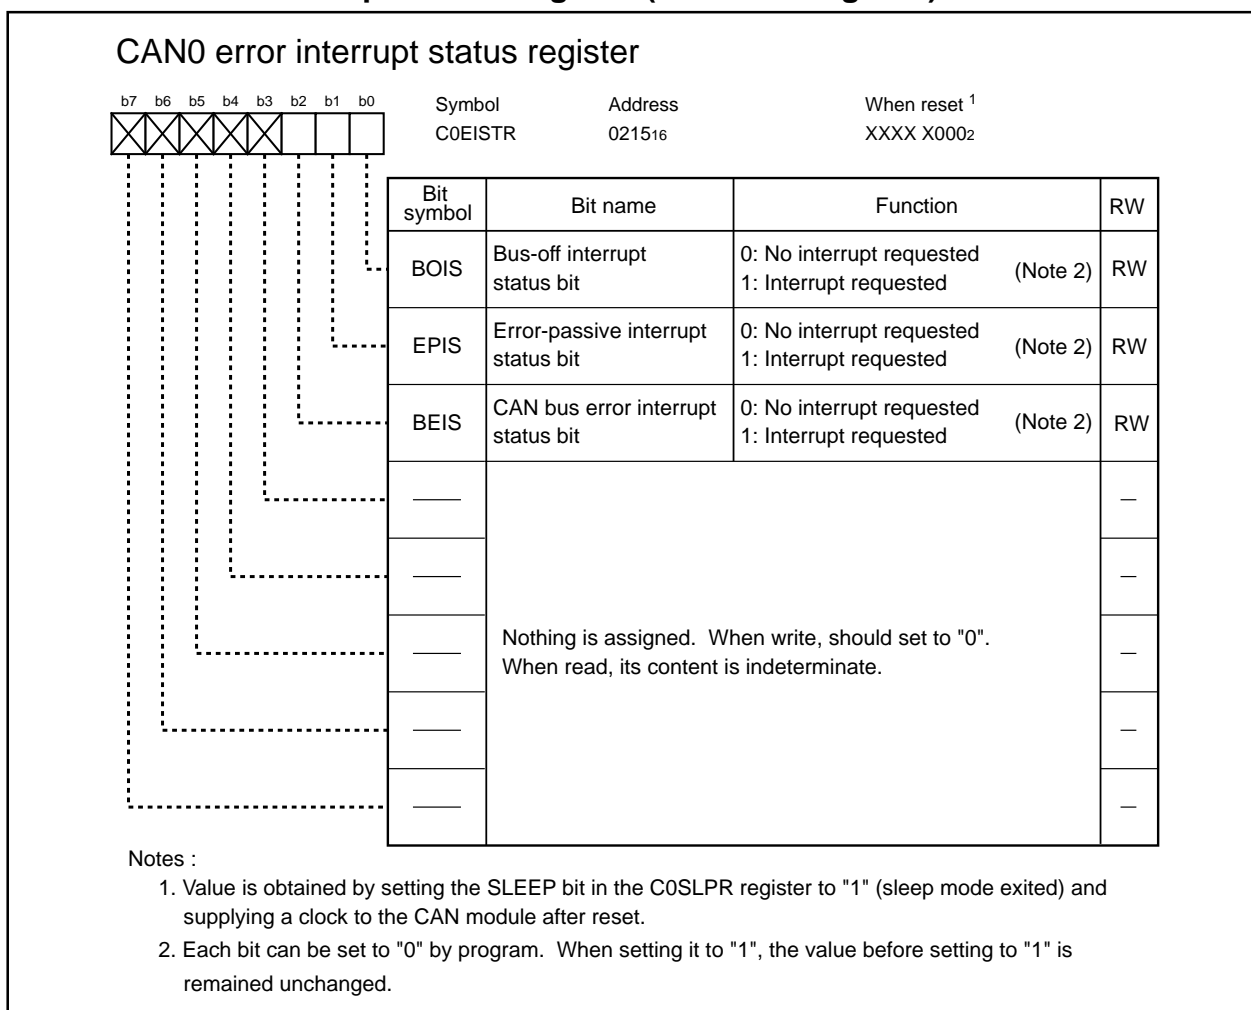 CAN0 error interrupt status register
b7 b6 b5 b4 b3 b2 b1 b0
Symbol Address When reset 1
C0EISTR 021516 XXXX X0002
Bit symbol Bit name Function RW
BOIS Bus-off interrupt status bit 0: No interrupt requested 1: Interrupt requested (Note 2) RW
EPIS Error-passive interrupt status bit 0: No interrupt requested 1: Interrupt requested (Note 2) RW
BEIS CAN bus error interrupt status bit 0: No interrupt requested 1: Interrupt requested (Note 2) RW
Nothing is assigned. When write, should set to "0".
When read, its content is indeterminate.
Notes :
1. Value is obtained by setting the SLEEP bit in the C0SLPR register to "1" (sleep mode exited) and
supplying a clock to the CAN module after reset.
2. Each bit can be set to "0" by program. When setting it to "1", the value before setting to "1" is
remained unchanged.